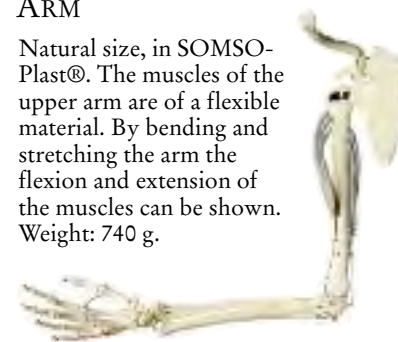 ARM
Natural size, in SOMSO-
Plast®. The muscles of the
upper arm are of a flexible
material. By bending and
stretching the arm the
flexion and extension of
the muscles can be shown.
Weight: 740 g.